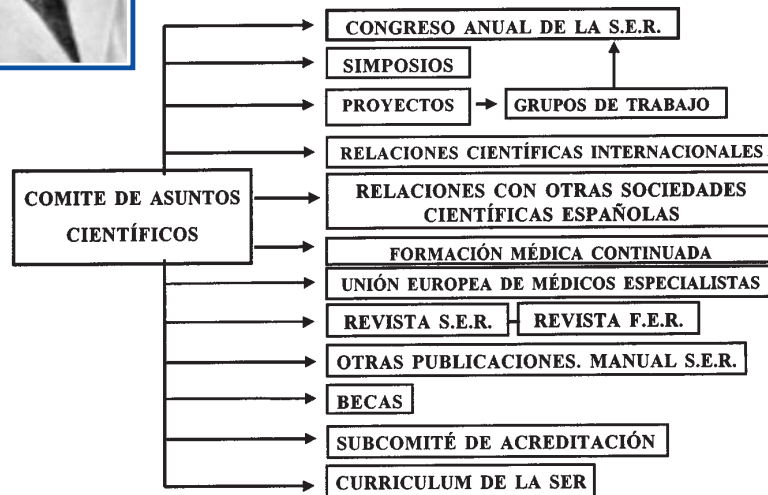 CONGRESO ANUAL DE LA S.E.R.
SIMPOSIOS
PROYECTOS
GRUPOS DE TRABAJO
RELACIONES CIENTÍFICAS INTERNACIONALES
COMITE DE ASUNTOS
CIENTÍFICOS
RELACIONES CON OTRAS SOCIEDADES
CIENTÍFICAS ESPAÑOLAS
FORMACIÓN MÉDICA CONTINUADA
UNIÓN EUROPEA DE MÉDICOS ESPECIALISTAS
REVISTA S.E.R.
REVISTA F.E.R.
OTRAS PUBLICACIONES. MANUAL S.E.R.
BECAS
SUBCOMITÉ DE ACREDITACIÓN
CURRICULUM DE LA SER